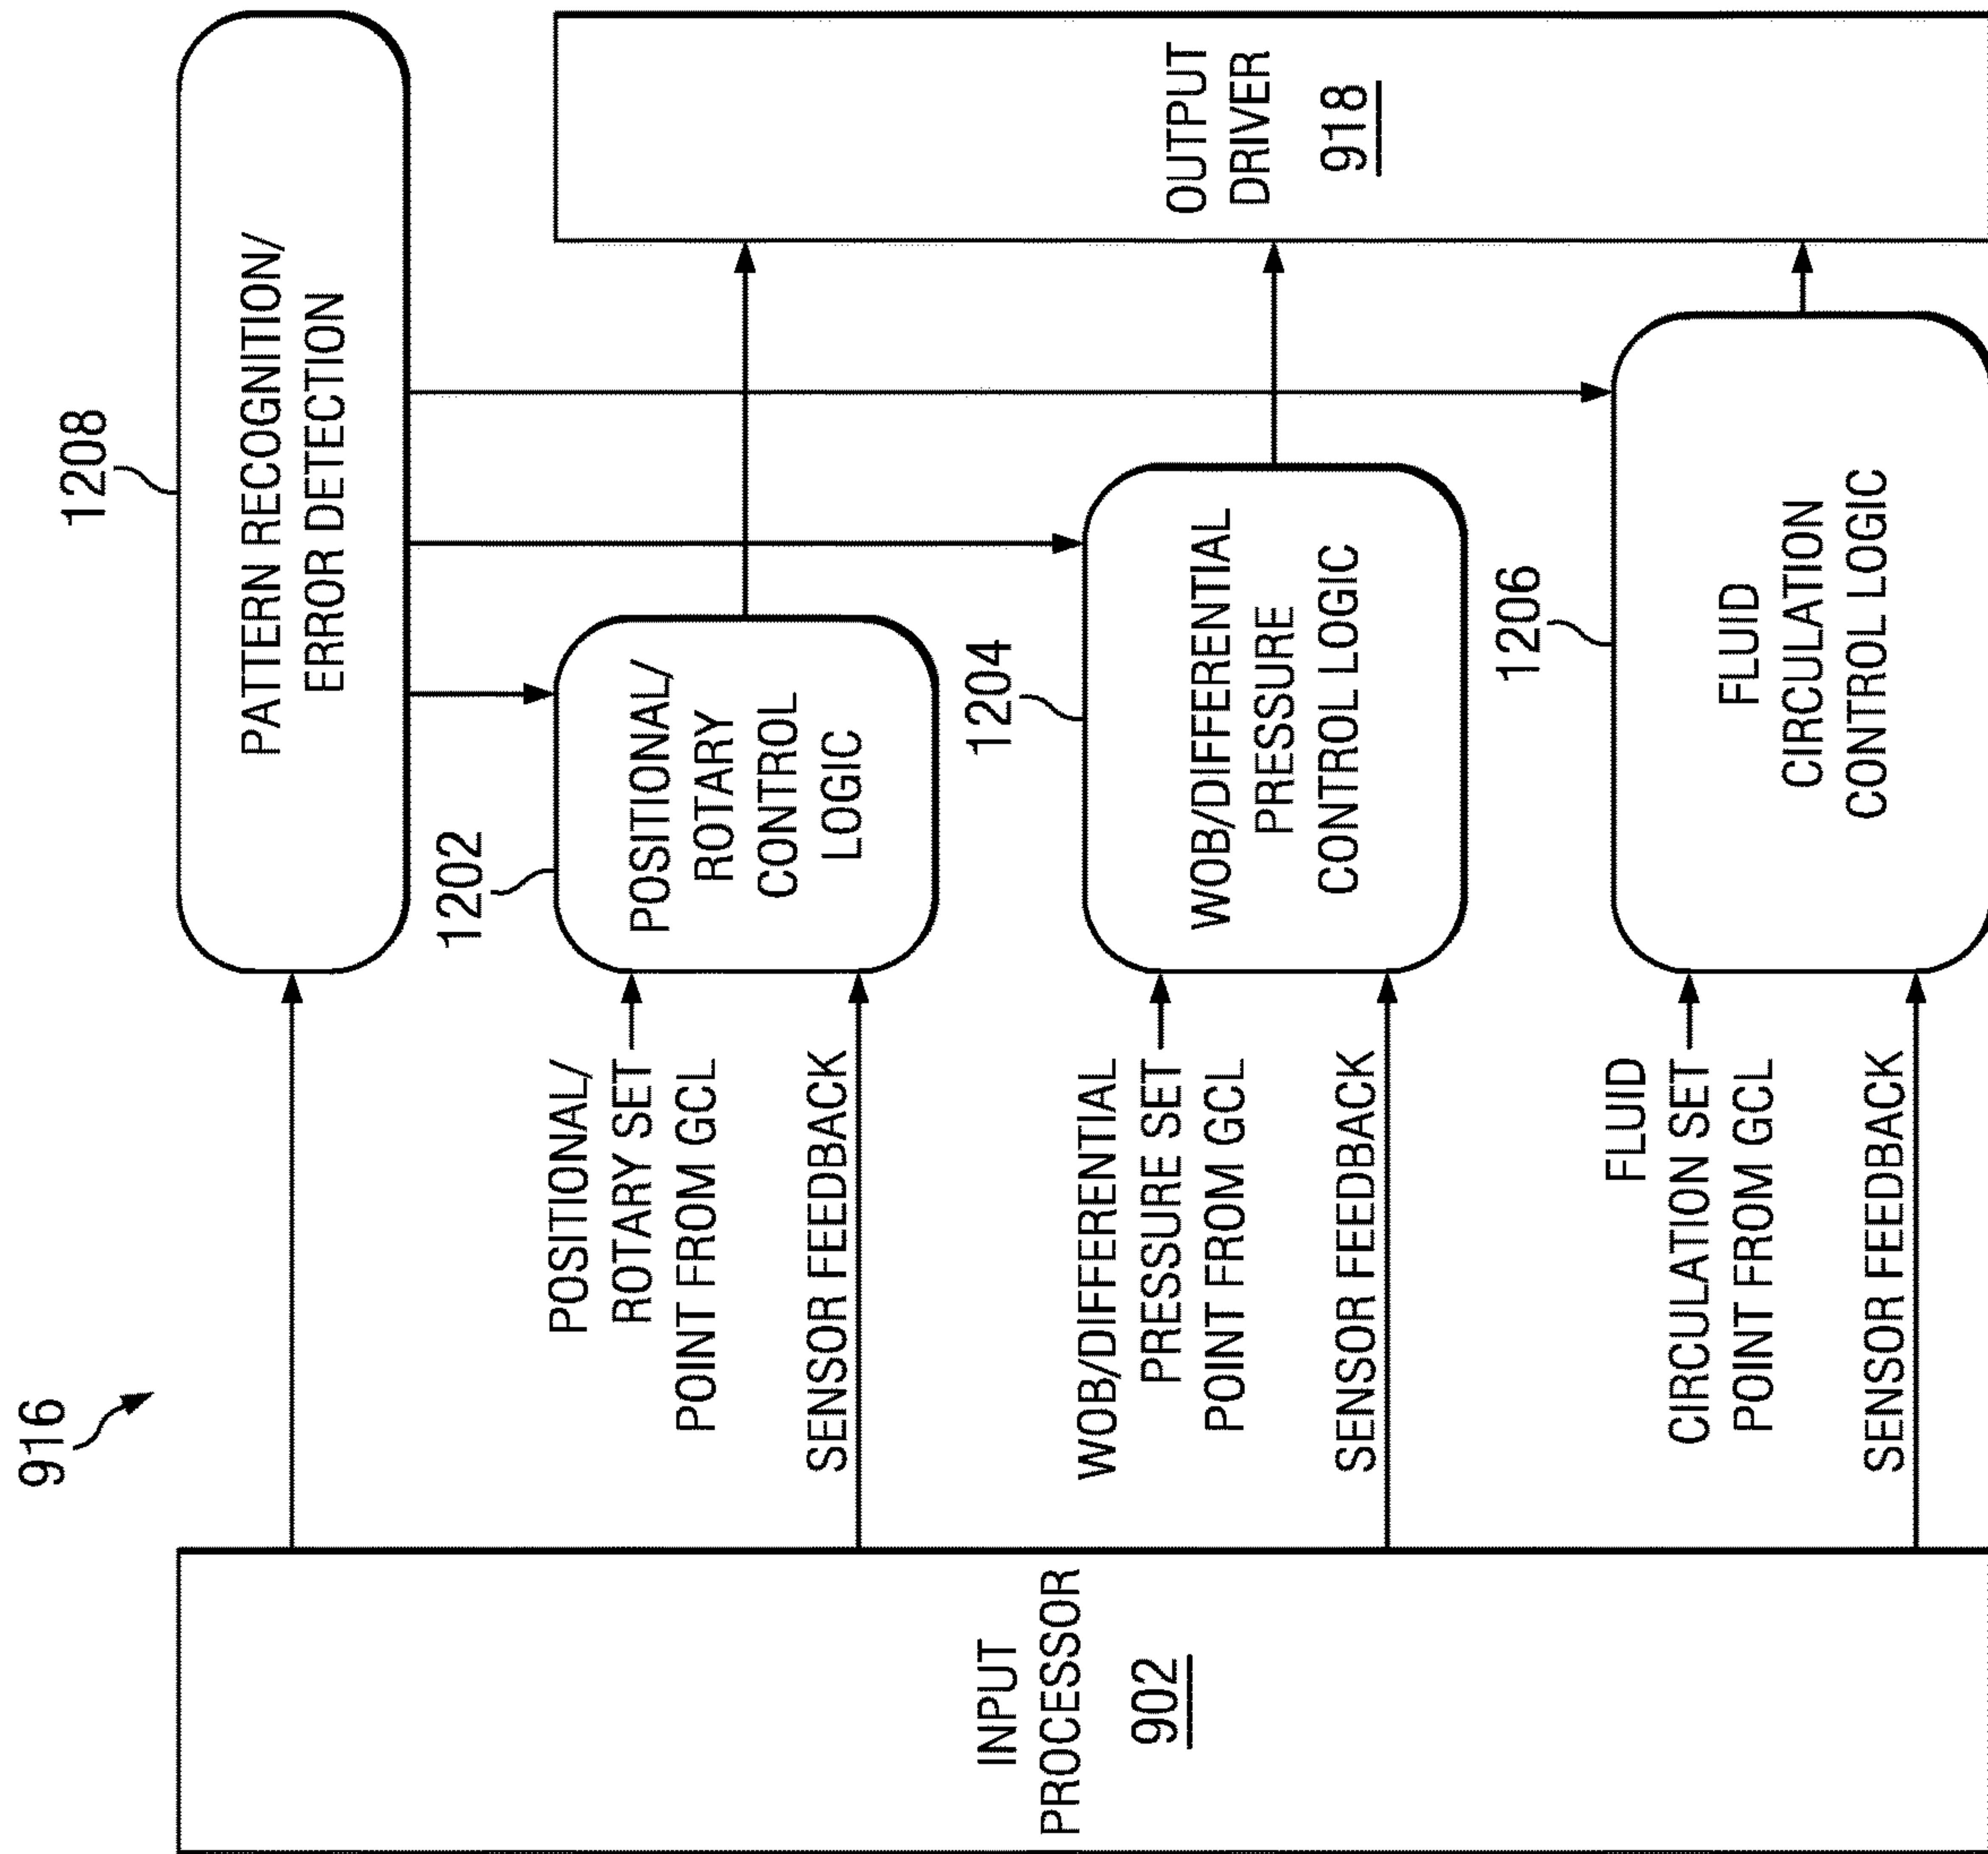 916
INPUT
PROCESSOR
902
1208
PATTERN RECOGNITION/
ERROR DETECTION
POSITIONAL/
ROTARY SET
POINT FROM GCL
SENSOR FEEDBACK
1202
POSITIONAL/
ROTARY
CONTROL
LOGIC
WOB/DIFFERENTIAL
PRESSURE SET
POINT FROM GCL
SENSOR FEEDBACK
1204
WOB/DIFFERENTIAL
PRESSURE
CONTROL LOGIC
FLUID
CIRCULATION SET
POINT FROM GCL
SENSOR FEEDBACK
1206
FLUID
CIRCULATION
CONTROL LOGIC
OUTPUT
DRIVER
918